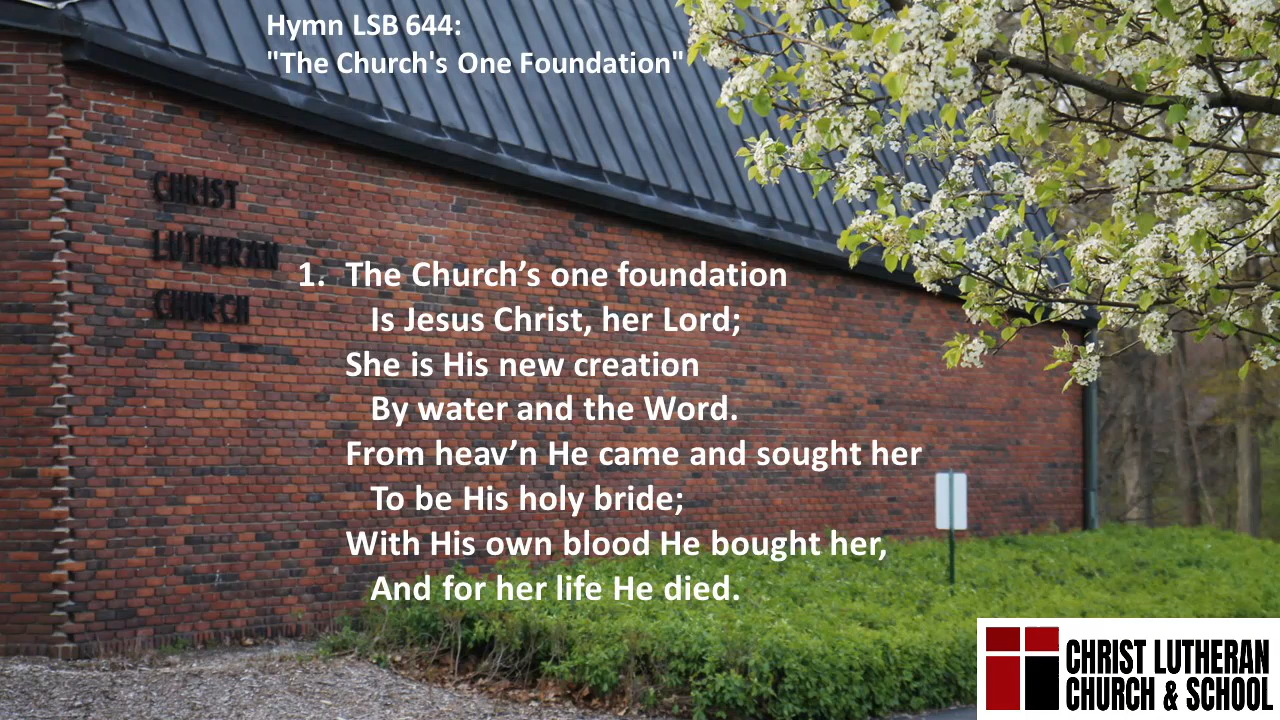 Hymn LSB 644:
"The Church's One Foundation"
CHRIST
LUTHERAN
CHURCH
1. The Church’s one foundation
Is Jesus Christ, her Lord;
She is His new creation
By water and the Word.
From heav’n He came and sought her
To be His holy bride;
With His own blood He bought her,
And for her life He died.
CHRIST LUTHERAN
CHURCH & SCHOOL